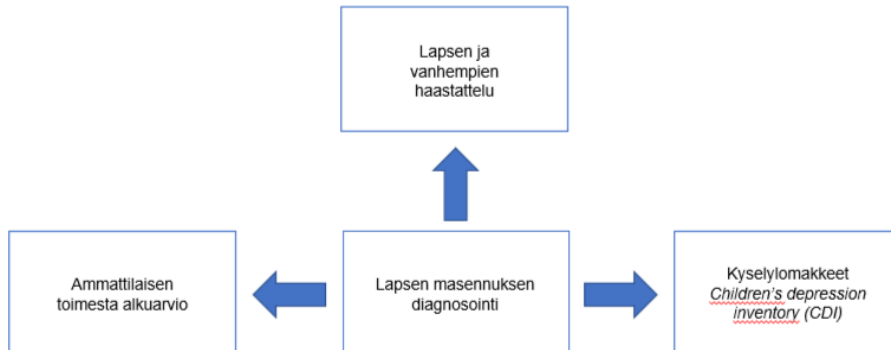 Lapsen ja
vanhempien
haastattelu
Ammattilaisen
toimesta alkuarvio
Lapsen masennuksen
diagnosointi
Kyselylomakkeet
Children's depression
inventory (CDI)